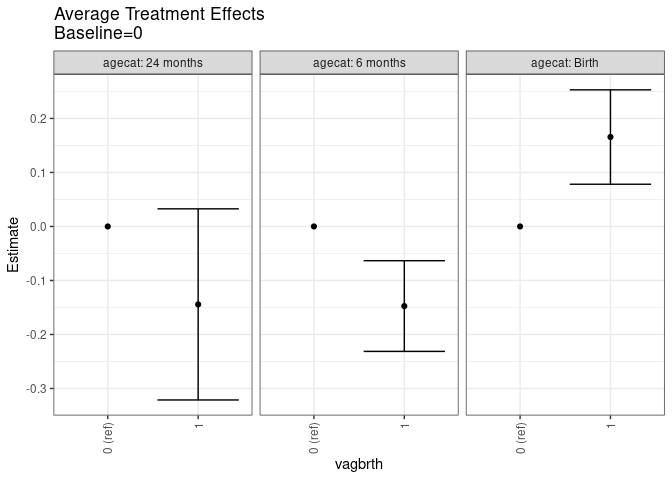 Average Treatment Effects
Baseline=0
agecat: 24 months
agecat: 6 months
agecat: Birth
Estimate
0.2
0.1
0.0
-0.1
-0.2
-0.3
0 (ref)
1
0 (ref)
1
0 (ref)
1
vagbrth